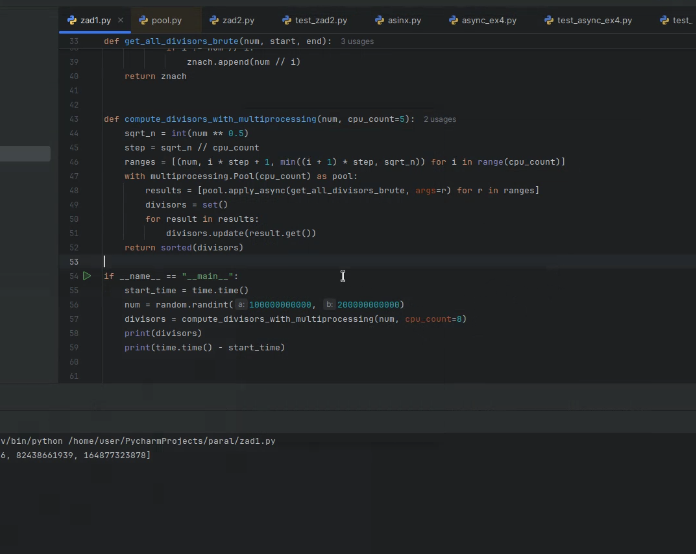 zad1.py × pool.py zad2.py test_zad2.py asinx.py async_ex4.py test_async_ex4.py test_
33 def get_all_divisors_brute(num, start, end): 3 usages
39 znach.append(num // i)
40 return znach
41
42
43 def compute_divisors_with_multiprocessing(num, cpu_count=5): 2 usages
44 sqrt_n = int(num ** 0.5)
45 step = sqrt_n // cpu_count
46 ranges = [(num, i * step + 1, min((i + 1) * step, sqrt_n)) for i in range(cpu_count)]
47 with multiprocessing.Pool(cpu_count) as pool:
48 results = [pool.apply_async(get_all_divisors_brute, args=r) for r in ranges]
49 divisors = set()
50 for result in results:
51 divisors.update(result.get())
52 return sorted(divisors)
53
54 if __name__ == "__main__":
55 start_time = time.time()
56 num = random.randint( a: 100000000000, b: 200000000000)
57 divisors = compute_divisors_with_multiprocessing(num, cpu_count=8)
58 print(divisors)
59 print(time.time() - start_time)
60
61
v/bin/python /home/user/PycharmProjects/paral/zad1.py
6, 82438661939, 164877323878]